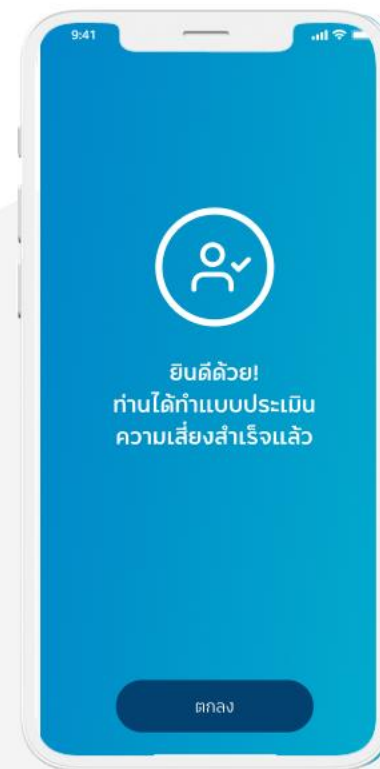 9:41
ยินดีด้วย!
ท่านได้ทำแบบประเมิน
ความเสี่ยงสำเร็จแล้ว
ตกลง